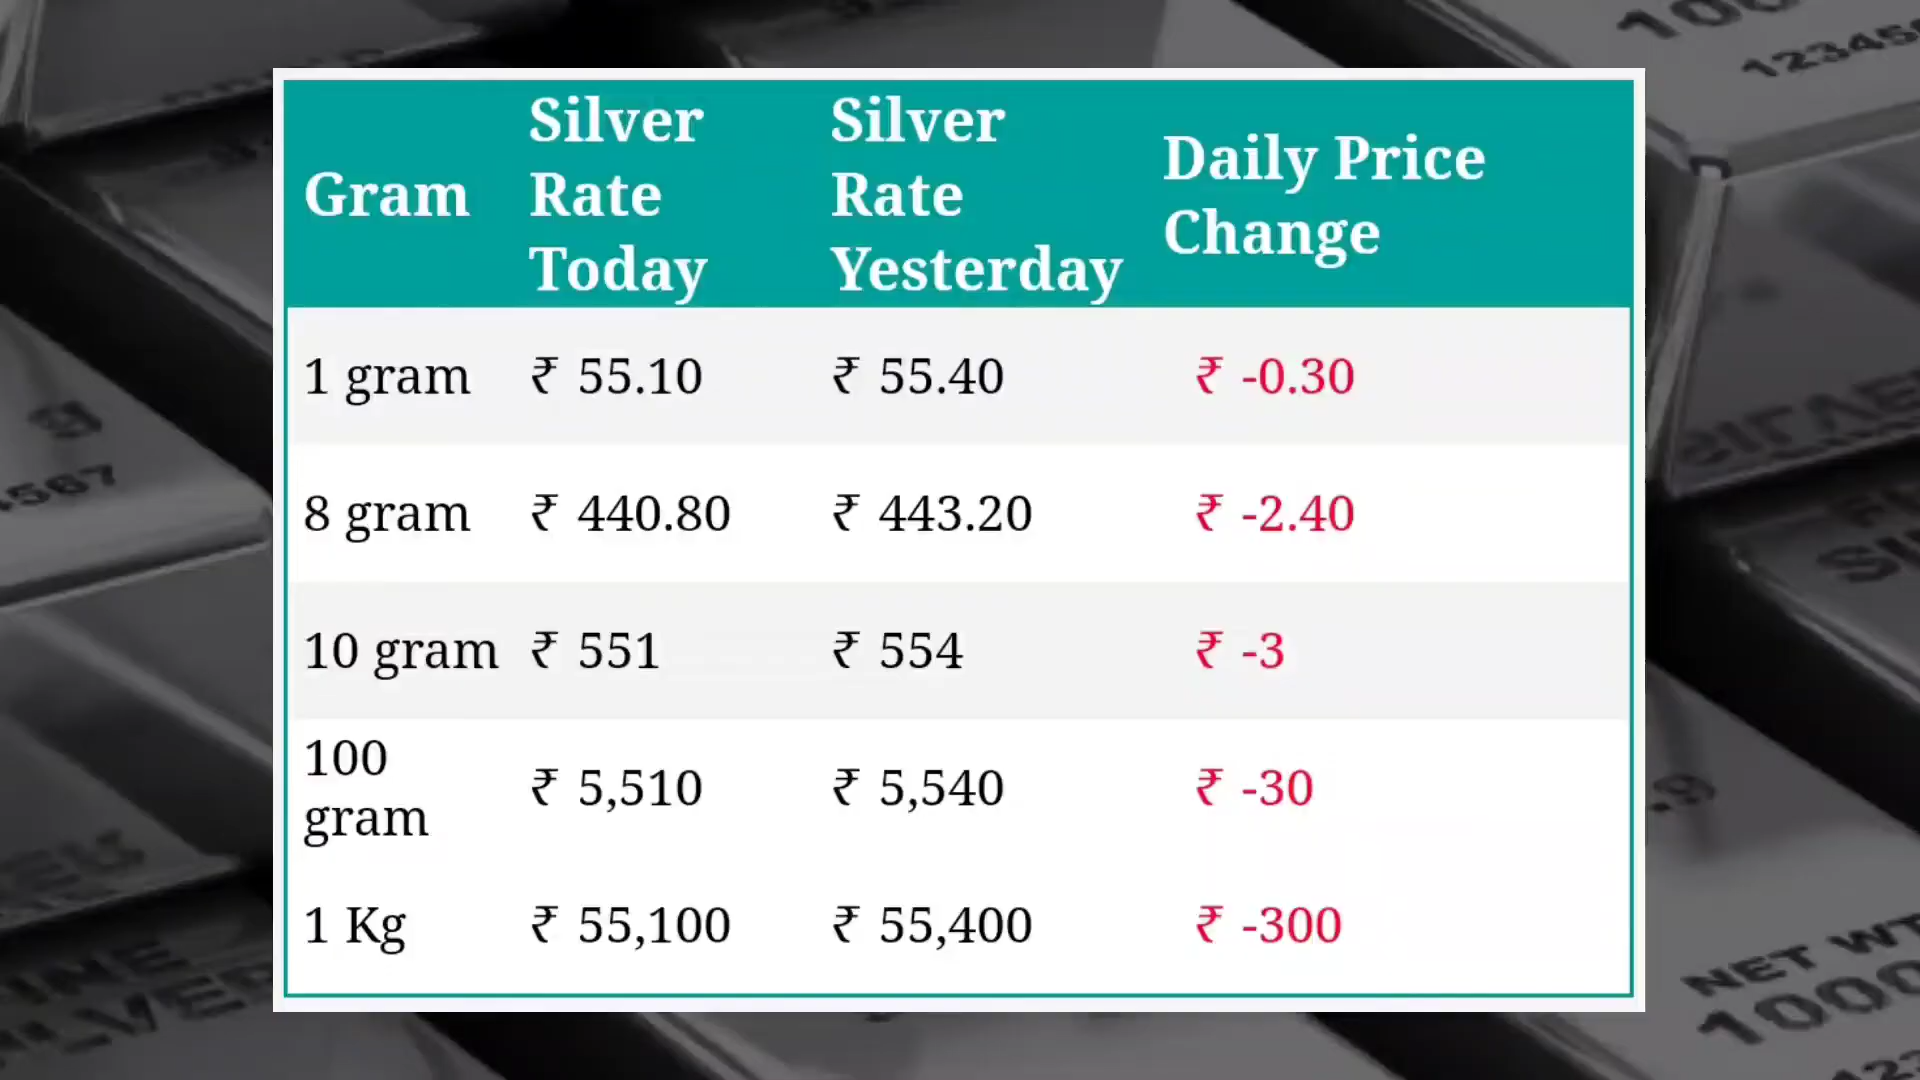 Gram
Silver
Rate
Today
Silver
Rate
Yesterday
Daily Price
Change
1 gram ₹ 55.10 ₹ 55.40 ₹ -0.30
8 gram ₹ 440.80 ₹ 443.20 ₹ -2.40
10 gram ₹ 551 ₹ 554 ₹ -3
100
gram
₹ 5,510 ₹ 5,540 ₹ -30
1 Kg ₹ 55,100 ₹ 55,400 ₹ -300
NET WT